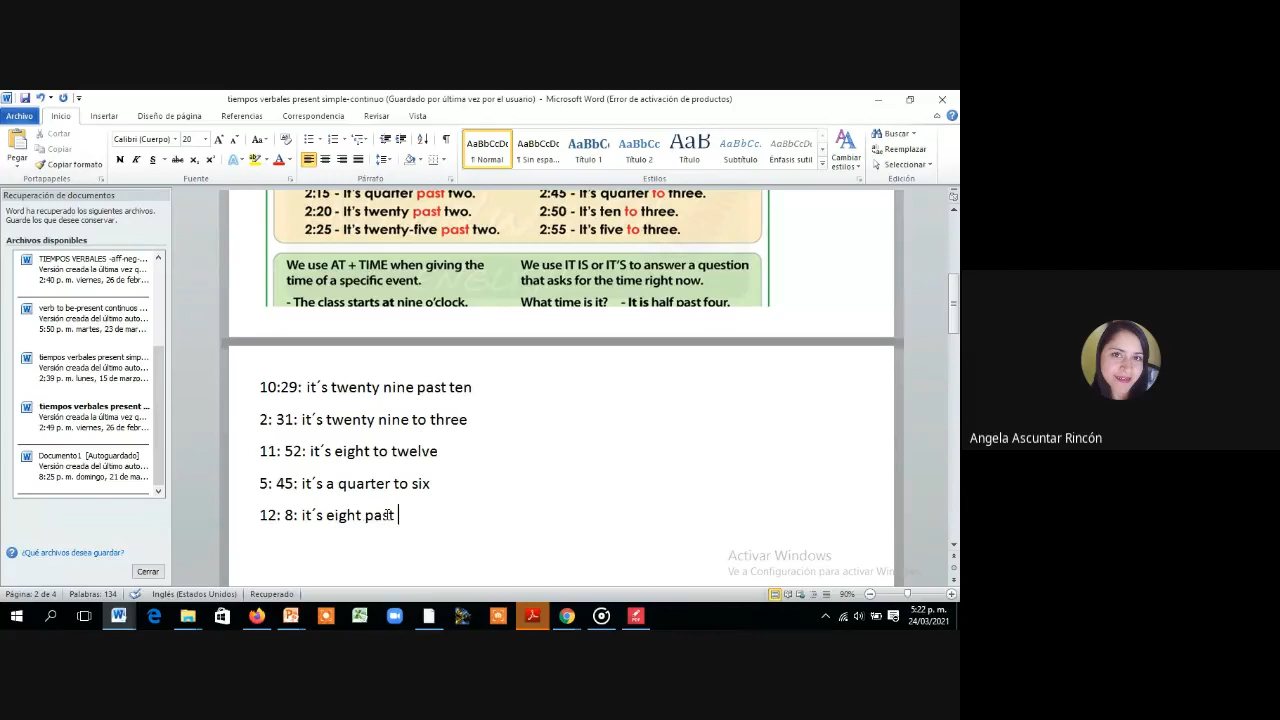 tiempos verbales present simple-continuo (Guardado por última vez por el usuario) - Microsoft Word (Error de activación de productos)
Archivo Inicio Insertar Diseño de página Referencias Correspondencia Revisar Vista
Pegar
Cortar
Copiar
Copiar formato
Portapapeles
Calibri (Cuerpo) 20
N K S abc
Fuente
Párrafo
AaBbCcDc AaBbCcDc AaBbC AaBbCc AaB AaBbCc. AaBbCcDc
¶ Normal ¶ Sin espa... Título 1 Título 2 Título Subtítulo Énfasis sutil
Estilos
Cambiar estilos
Buscar
Reemplazar
Seleccionar
Edición
Recuperación de documentos
Word ha recuperado los siguientes archivos.
Guarde los que desee conservar.
Archivos disponibles
TIEMPOS VERBALES -aff-neg-...
Versión creada la última vez q...
2:40 p. m. viernes, 26 de febr...
verb to be-present continuos ...
Versión creada del último auto...
5:50 p. m. martes, 23 de mar...
tiempos verbales present simp...
Versión creada del último auto...
2:39 p. m. lunes, 15 de marzo...
tiempos verbales present ...
Versión creada la última vez q...
2:49 p. m. viernes, 26 de febr...
Documento1 [Autoguardado]
Versión creada del último auto...
8:25 p. m. domingo, 21 de ma...
¿Qué archivos desea guardar?
Cerrar
2:15 - It's quarter past two. 2:45 - It's quarter to three.
2:20 - It's twenty past two. 2:50 - It's ten to three.
2:25 - It's twenty-five past two. 2:55 - It's five to three.
We use AT + TIME when giving the
time of a specific event.
- The class starts at nine o'clock.
We use IT IS or IT'S to answer a question
that asks for the time right now.
What time is it? - It is half past four.
10:29: it´s twenty nine past ten
2: 31: it´s twenty nine to three
11: 52: it´s eight to twelve
5: 45: it´s a quarter to six
12: 8: it´s eight past
Activar Windows
Ve a Configuración para activar Windows
Página: 2 de 4 Palabras: 134 Inglés (Estados Unidos) Recuperado 90%
5:22 p. m.
24/03/2021
Angela Ascuntar Rincón